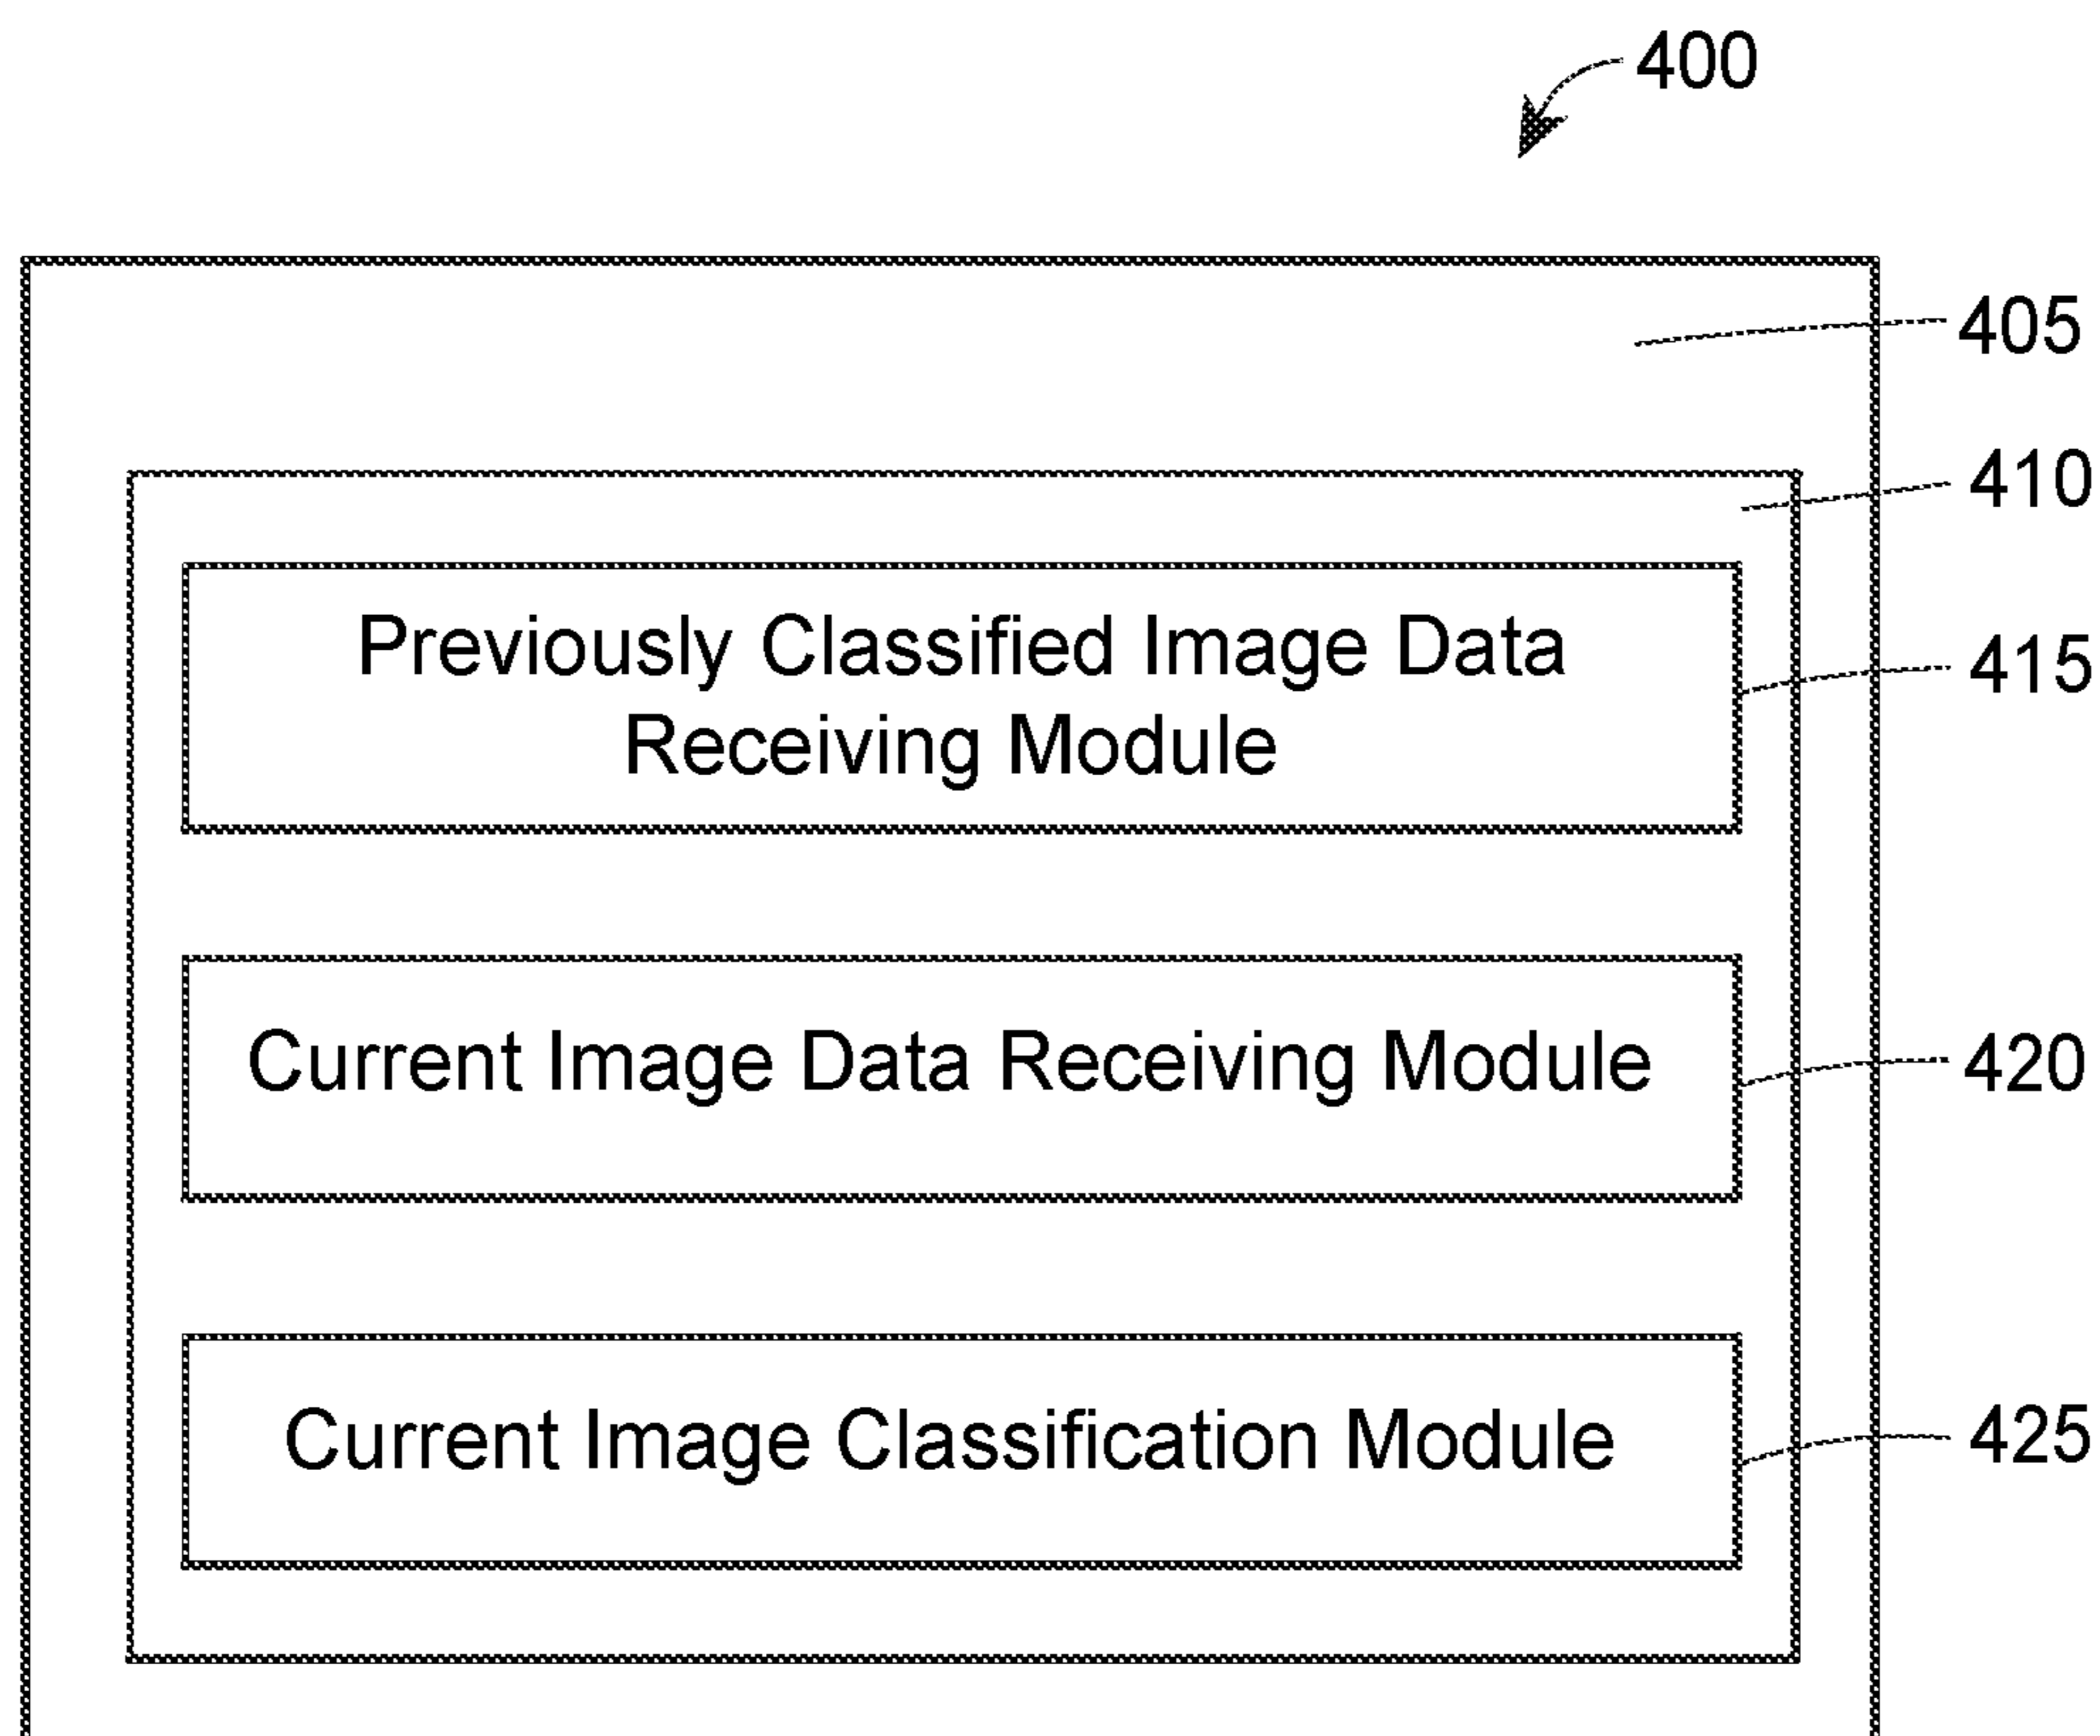 400
405
410
Previously Classified Image Data
Receiving Module
415
Current Image Data Receiving Module
420
Current Image Classification Module
425